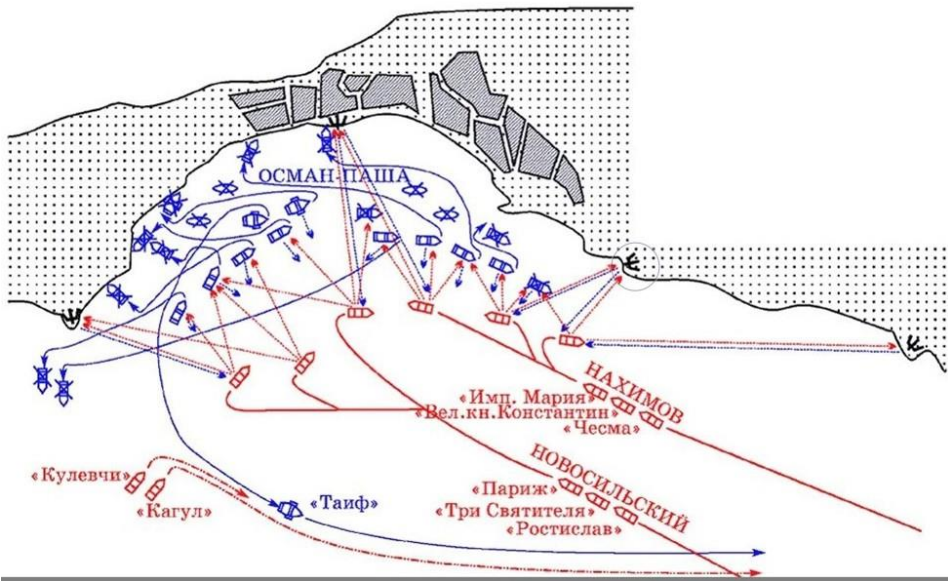 ОСМАН-ПАША
НАХИМОВ
«Имп. Мария»
«Вел.кн.Константин»
«Чесма»
НОВОСИЛЬСКИЙ
«Париж»
«Три Святителя»
«Ростислав»
«Кулевчи»
«Кагул»
«Таиф»